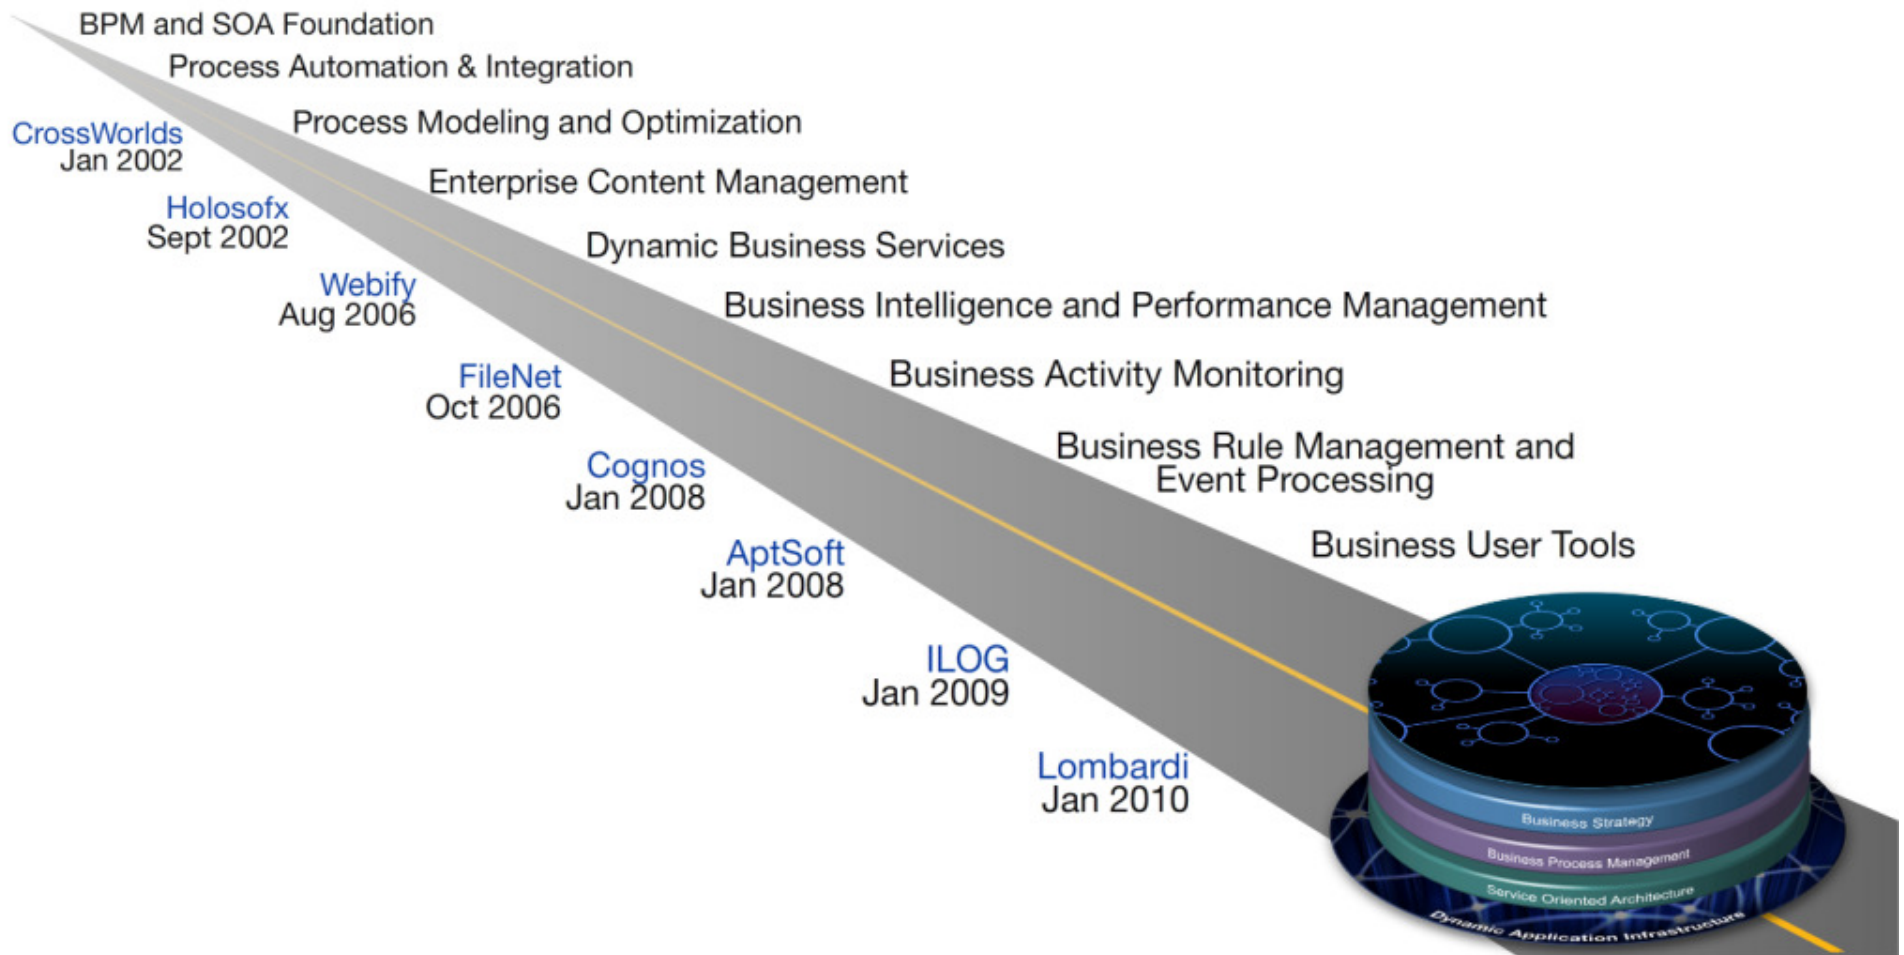 BPM and SOA Foundation
Process Automation & Integration
Process Modeling and Optimization
CrossWorlds
Jan 2002
Enterprise Content Management
Holosofx
Sept 2002
Dynamic Business Services
Webify
Aug 2006
Business Intelligence and Performance Management
FileNet
Oct 2006
Business Activity Monitoring
Cognos
Jan 2008
Business Rule Management and
Event Processing
AptSoft
Jan 2008
Business User Tools
ILOG
Jan 2009
Lombardi
Jan 2010
Business Strategy
Business Process Management
Service Oriented Architecture
Dynamic Application Infrastructure